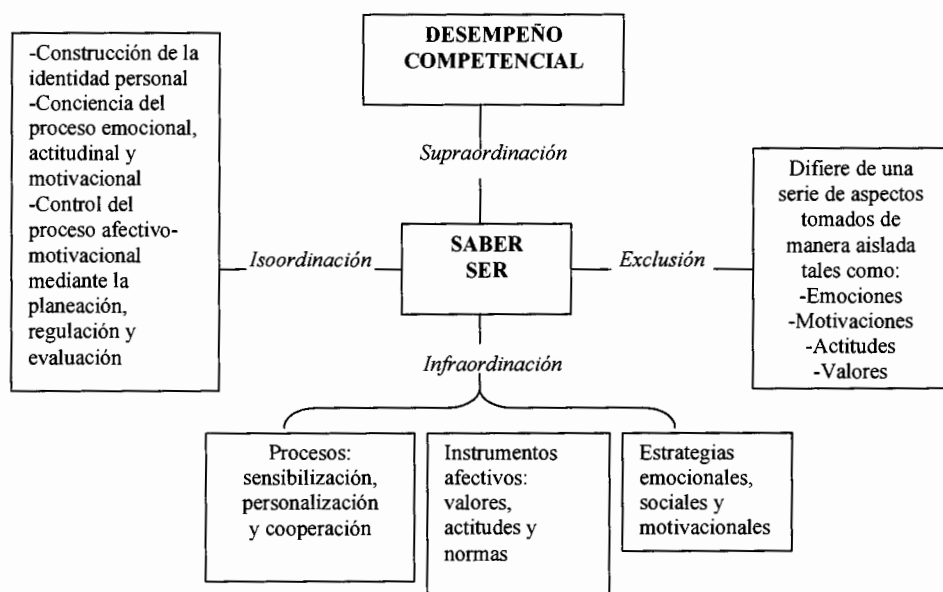 DESEMPEÑO
COMPETENCIAL
-Construcción de la
identidad personal
-Conciencia del
proceso emocional,
actitudinal y
motivacional
-Control del
proceso afectivo-
motivacional
mediante la
planeación,
regulación y
evaluación
Supraordinación
Isoordinación
SABER
SER
Exclusión
Difiere de una
serie de aspectos
tomados de
manera aislada
tales como:
-Emociones
-Motivaciones
-Actitudes
-Valores
Infraordinación
Procesos:
sensibilización,
personalización
y cooperación
Instrumentos
afectivos:
valores,
actitudes y
normas
Estrategias
emocionales,
sociales y
motivacionales